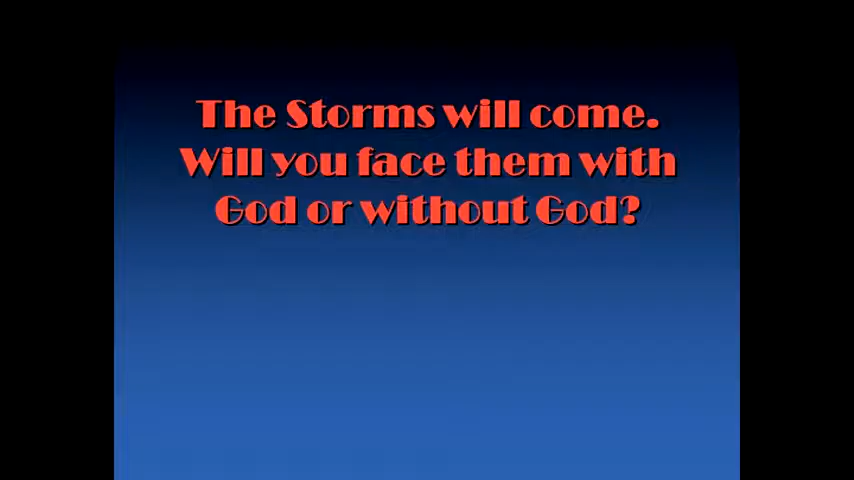 The Storms will come.
Will you face them with
God or without God?